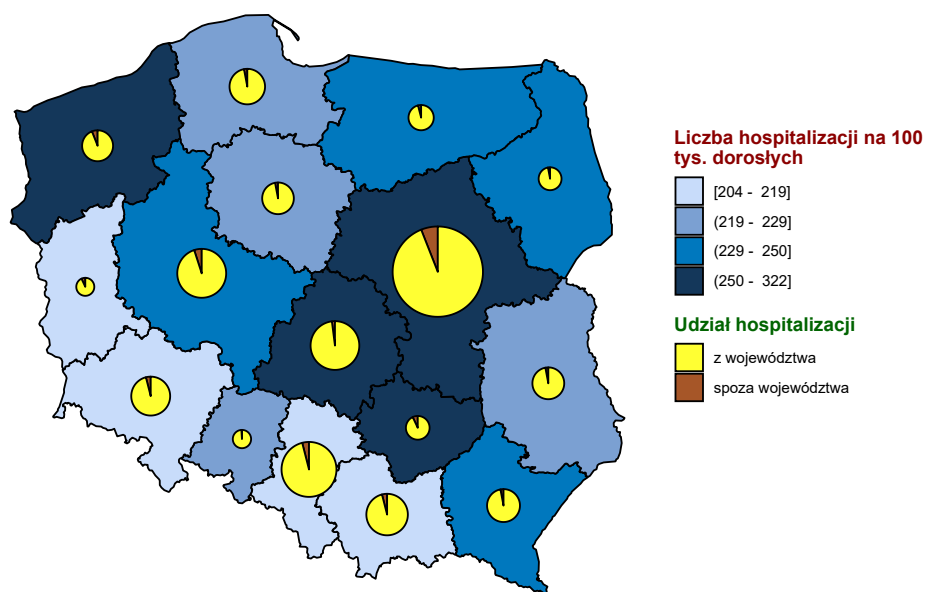 Liczba hospitalizacji na 100
tys. dorosłych
[204 - 219]
(219 - 229]
(229 - 250]
(250 - 322]
Udział hospitalizacji
z województwa
spoza województwa